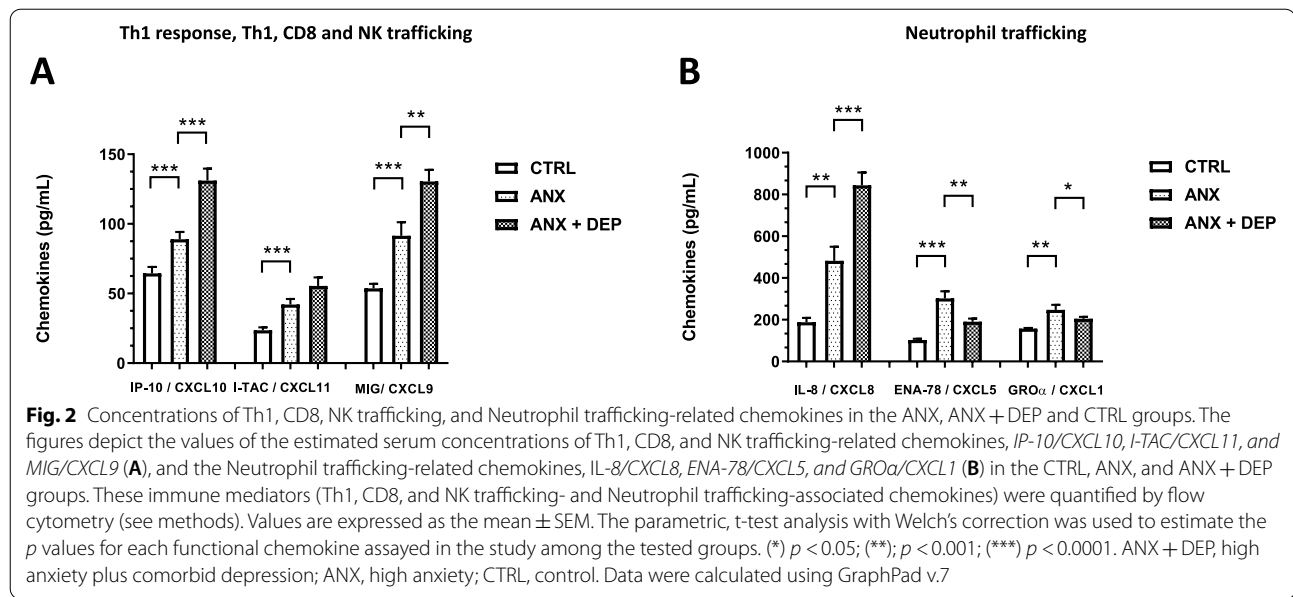 Th1 response, Th1, CD8 and NK trafficking
A
***
**
***
***
***
***
Chemokines (pg/mL)
150
100
50
0
IP-10 / CXCL10 I-TAC / CXCL11 MIG/ CXCL9
CTRL
ANX
ANX + DEP
Neutrophil trafficking
B
***
**
**
*
***
**
Chemokines (pg/mL)
1000
800
600
400
200
0
IL-8 / CXCL8 ENA-78 / CXCL5 GROα / CXCL1
CTRL
ANX
ANX + DEP
Fig. 2 Concentrations of Th1, CD8, NK trafficking, and Neutrophil trafficking-related chemokines in the ANX, ANX + DEP and CTRL groups. The
figures depict the values of the estimated serum concentrations of Th1, CD8, and NK trafficking-related chemokines, IP-10/CXCL10, I-TAC/CXCL11, and
MIG/CXCL9 (A), and the Neutrophil trafficking-related chemokines, IL-8/CXCL8, ENA-78/CXCL5, and GROα/CXCL1 (B) in the CTRL, ANX, and ANX + DEP
groups. These immune mediators (Th1, CD8, and NK trafficking- and Neutrophil trafficking-associated chemokines) were quantified by flow
cytometry (see methods). Values are expressed as the mean ± SEM. The parametric, t-test analysis with Welch's correction was used to estimate the
p values for each functional chemokine assayed in the study among the tested groups. (*) p < 0.05; (**); p < 0.001; (***) p < 0.0001. ANX + DEP, high
anxiety plus comorbid depression; ANX, high anxiety; CTRL, control. Data were calculated using GraphPad v.7